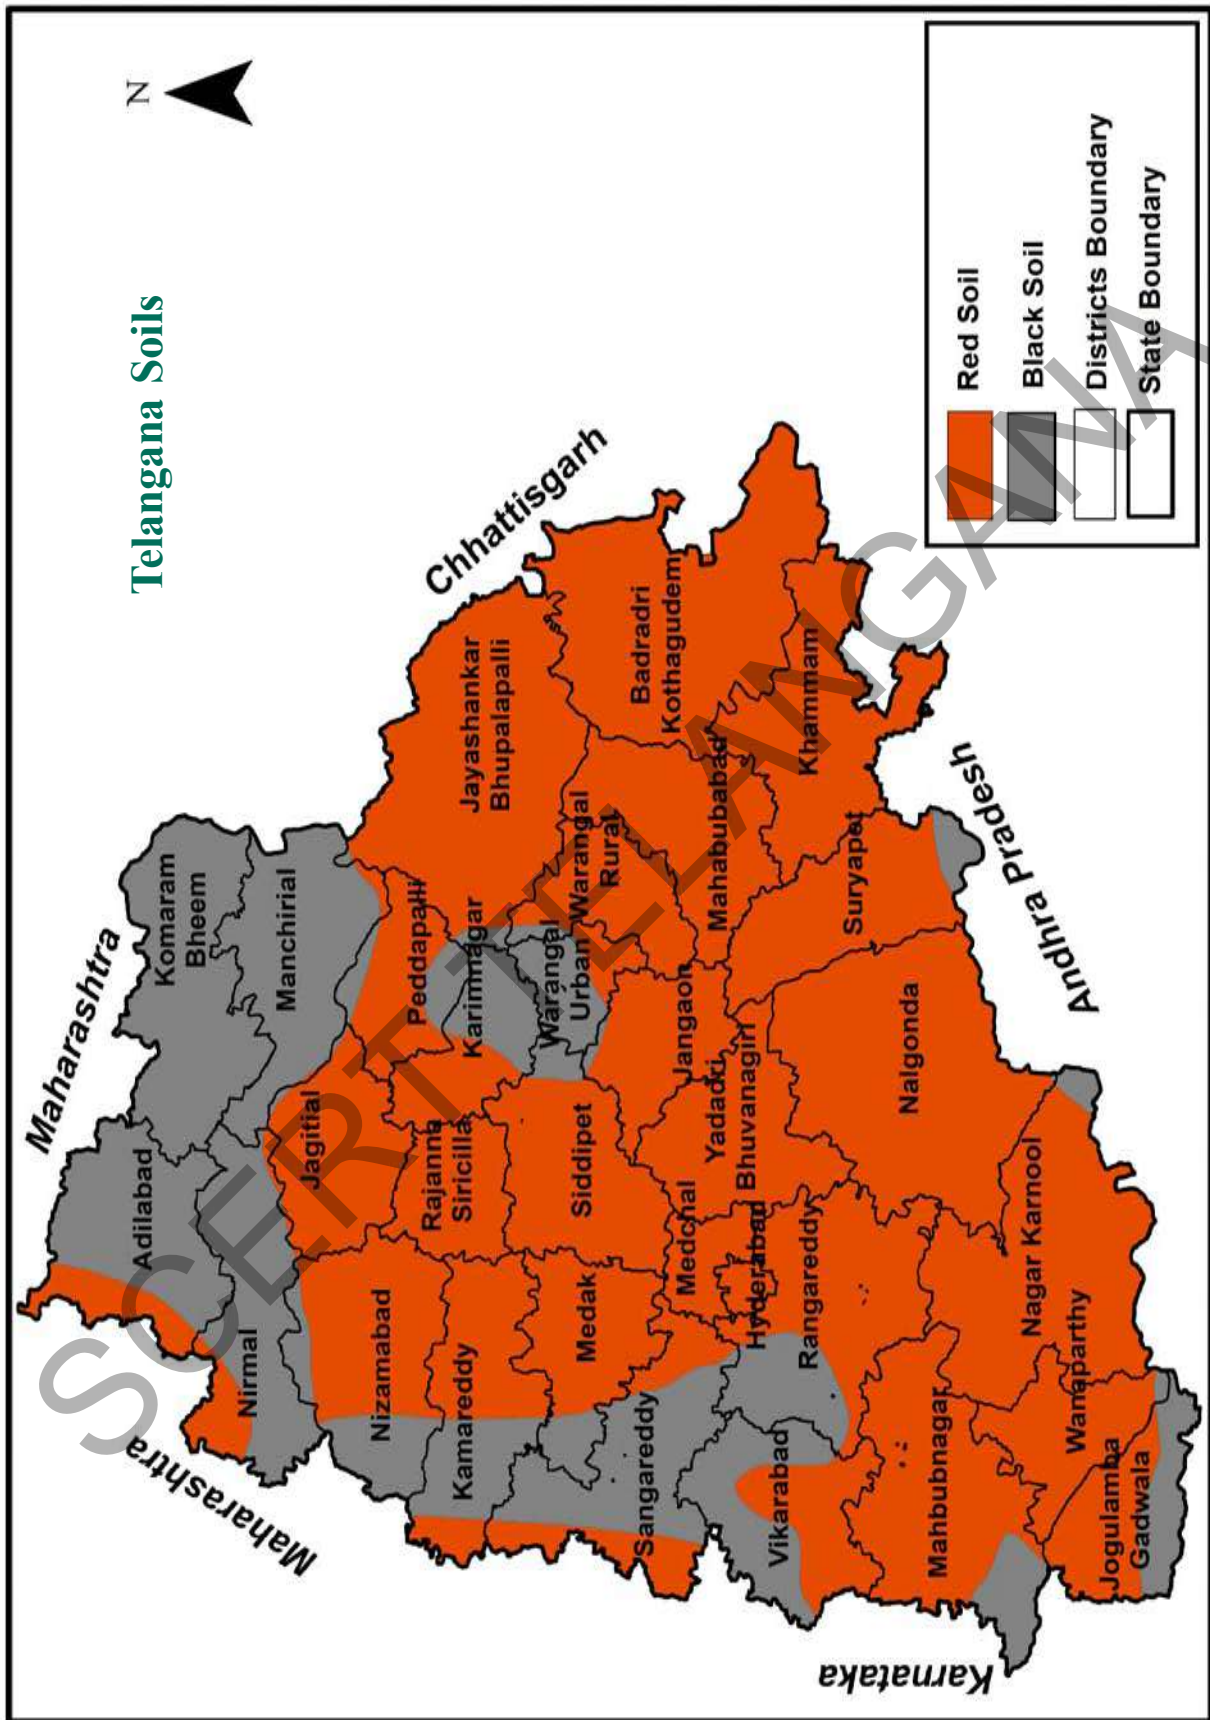 Telangana Soils
N
Maharashtra
Maharashtra
Chhattisgarh
Andhra Pradesh
Karnataka
Adilabad
Komaram
Bheem
Manchirial
Nirmal
Jagitial
Nizamabad
Peddapalli
Rajanna
Siricilla
Karimnagar
Kamareddy
Jayashankar
Bhupalapalli
Warangal
Urban
Warangal
Rural
Siddipet
Medak
Sangareddy
Badradri
Kothagudem
Mahabubabad
Jangaon
Yadadri
Bhuvanagiri
Medchal
Hyderabad
Rangareddy
Vikarabad
Khammam
Suryapet
Nalgonda
Mahbubnagar
Nagar Karnool
Wanaparthy
Jogulamba
Gadwala
Red Soil
Black Soil
Districts Boundary
State Boundary
SCERT TELANGANA